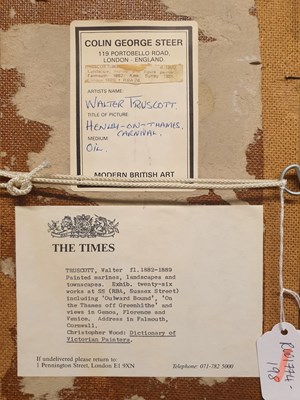 COLIN GEORGE STEER
119 PORTOBELLO ROAD,
LONDON - ENGLAND.
ARTISTS NAME
WALTER TRUSCOTT.
TITLE OF PICTURE
HENLEY-ON-THAMES,
CARNIVAL.
MEDIUM
OIL.
MODERN BRITISH ART
THE TIMES
TRUSCOTT, Walter fl.1882-1889
Painted marines, landscapes and
townscapes. Exhib. twenty-six
works at SS (RBA, Sussex Street)
including 'Outward Bound', 'On
the Thames off Greenhithe' and
views in Genoa, Florence and
Venice. Address in Falmouth,
Cornwall.
Christopher Wood: Dictionary of
Victorian Painters.
If undelivered please return to:
1 Pennington Street, London E1 9XN
Telephone: 071-782 5000
198